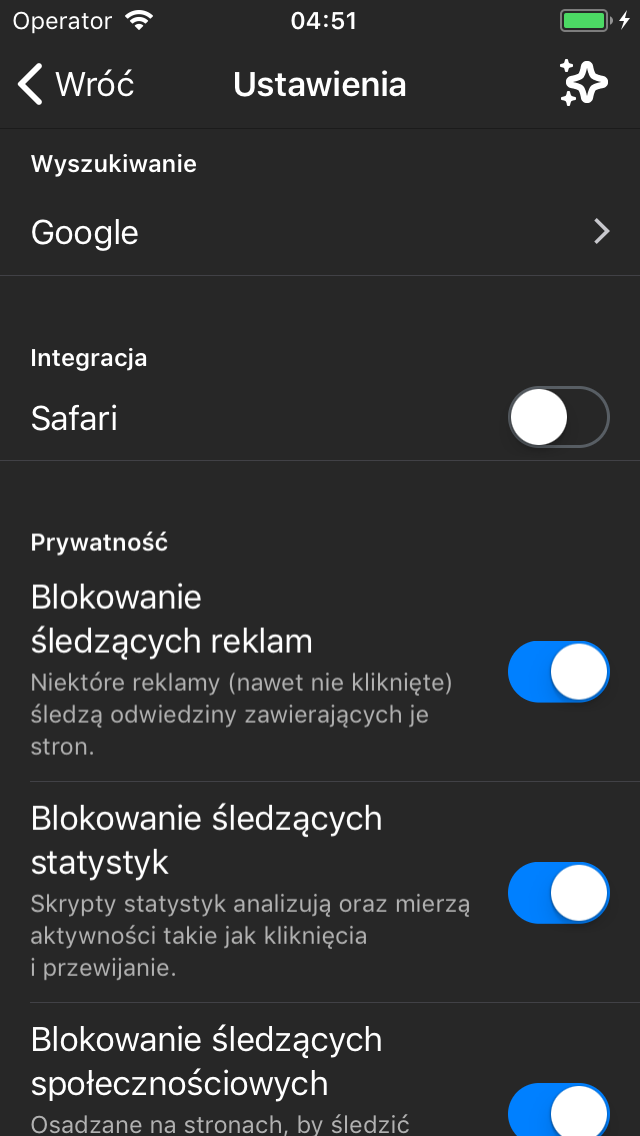 Operator
04:51
Wróć
Ustawienia
Wyszukiwanie
Google
Integracja
Safari
Prywatność
Blokowanie
śledzących reklam
Niektóre reklamy (nawet nie kliknięte)
śledzą odwiedziny zawierających je
stron.
Blokowanie śledzących
statystyk
Skrypty statystyk analizują oraz mierzą
aktywności takie jak kliknięcia
i przewijanie.
Blokowanie śledzących
społecznościowych
Osadzane na stronach, by śledzić